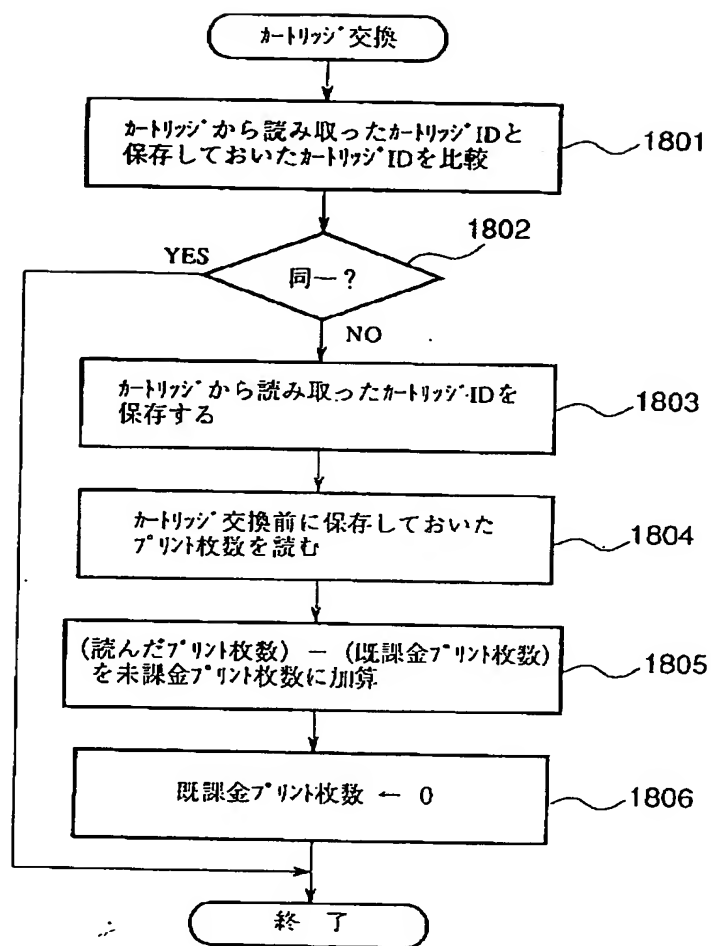 カートリッジ交換
カートリッジから読み取ったカートリッジIDと
保存しておいたカートリッジIDを比較
1801
1802
YES
同一?
NO
カートリッジから読み取ったカートリッジIDを
保存する
1803
カートリッジ交換前に保存しておいた
プリント枚数を読む
1804
(読んだプリント枚数) − (既課金プリント枚数)
を未課金プリント枚数に加算
1805
既課金プリント枚数 ← 0
1806
終了